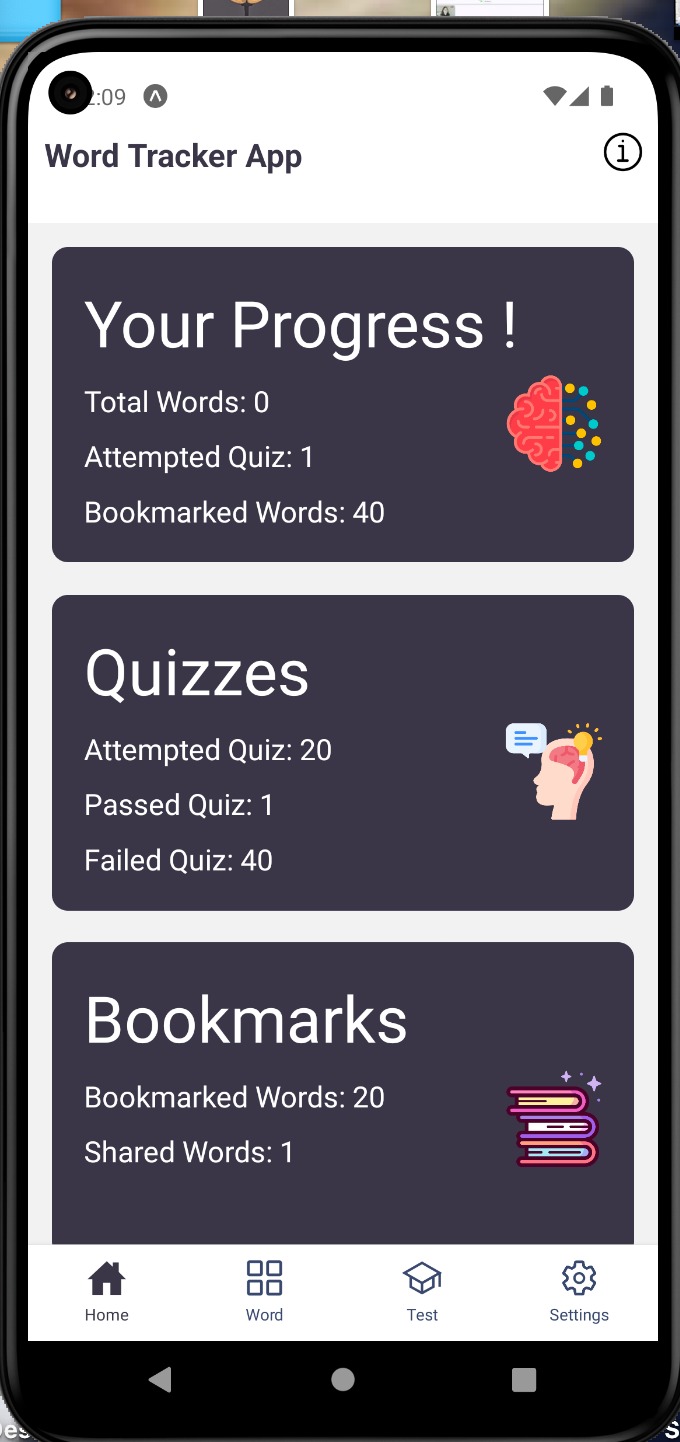 :09
Word Tracker App
Your Progress !
Total Words: 0
Attempted Quiz: 1
Bookmarked Words: 40
Quizzes
Attempted Quiz: 20
Passed Quiz: 1
Failed Quiz: 40
Bookmarks
Bookmarked Words: 20
Shared Words: 1
Home
Word
Test
Settings